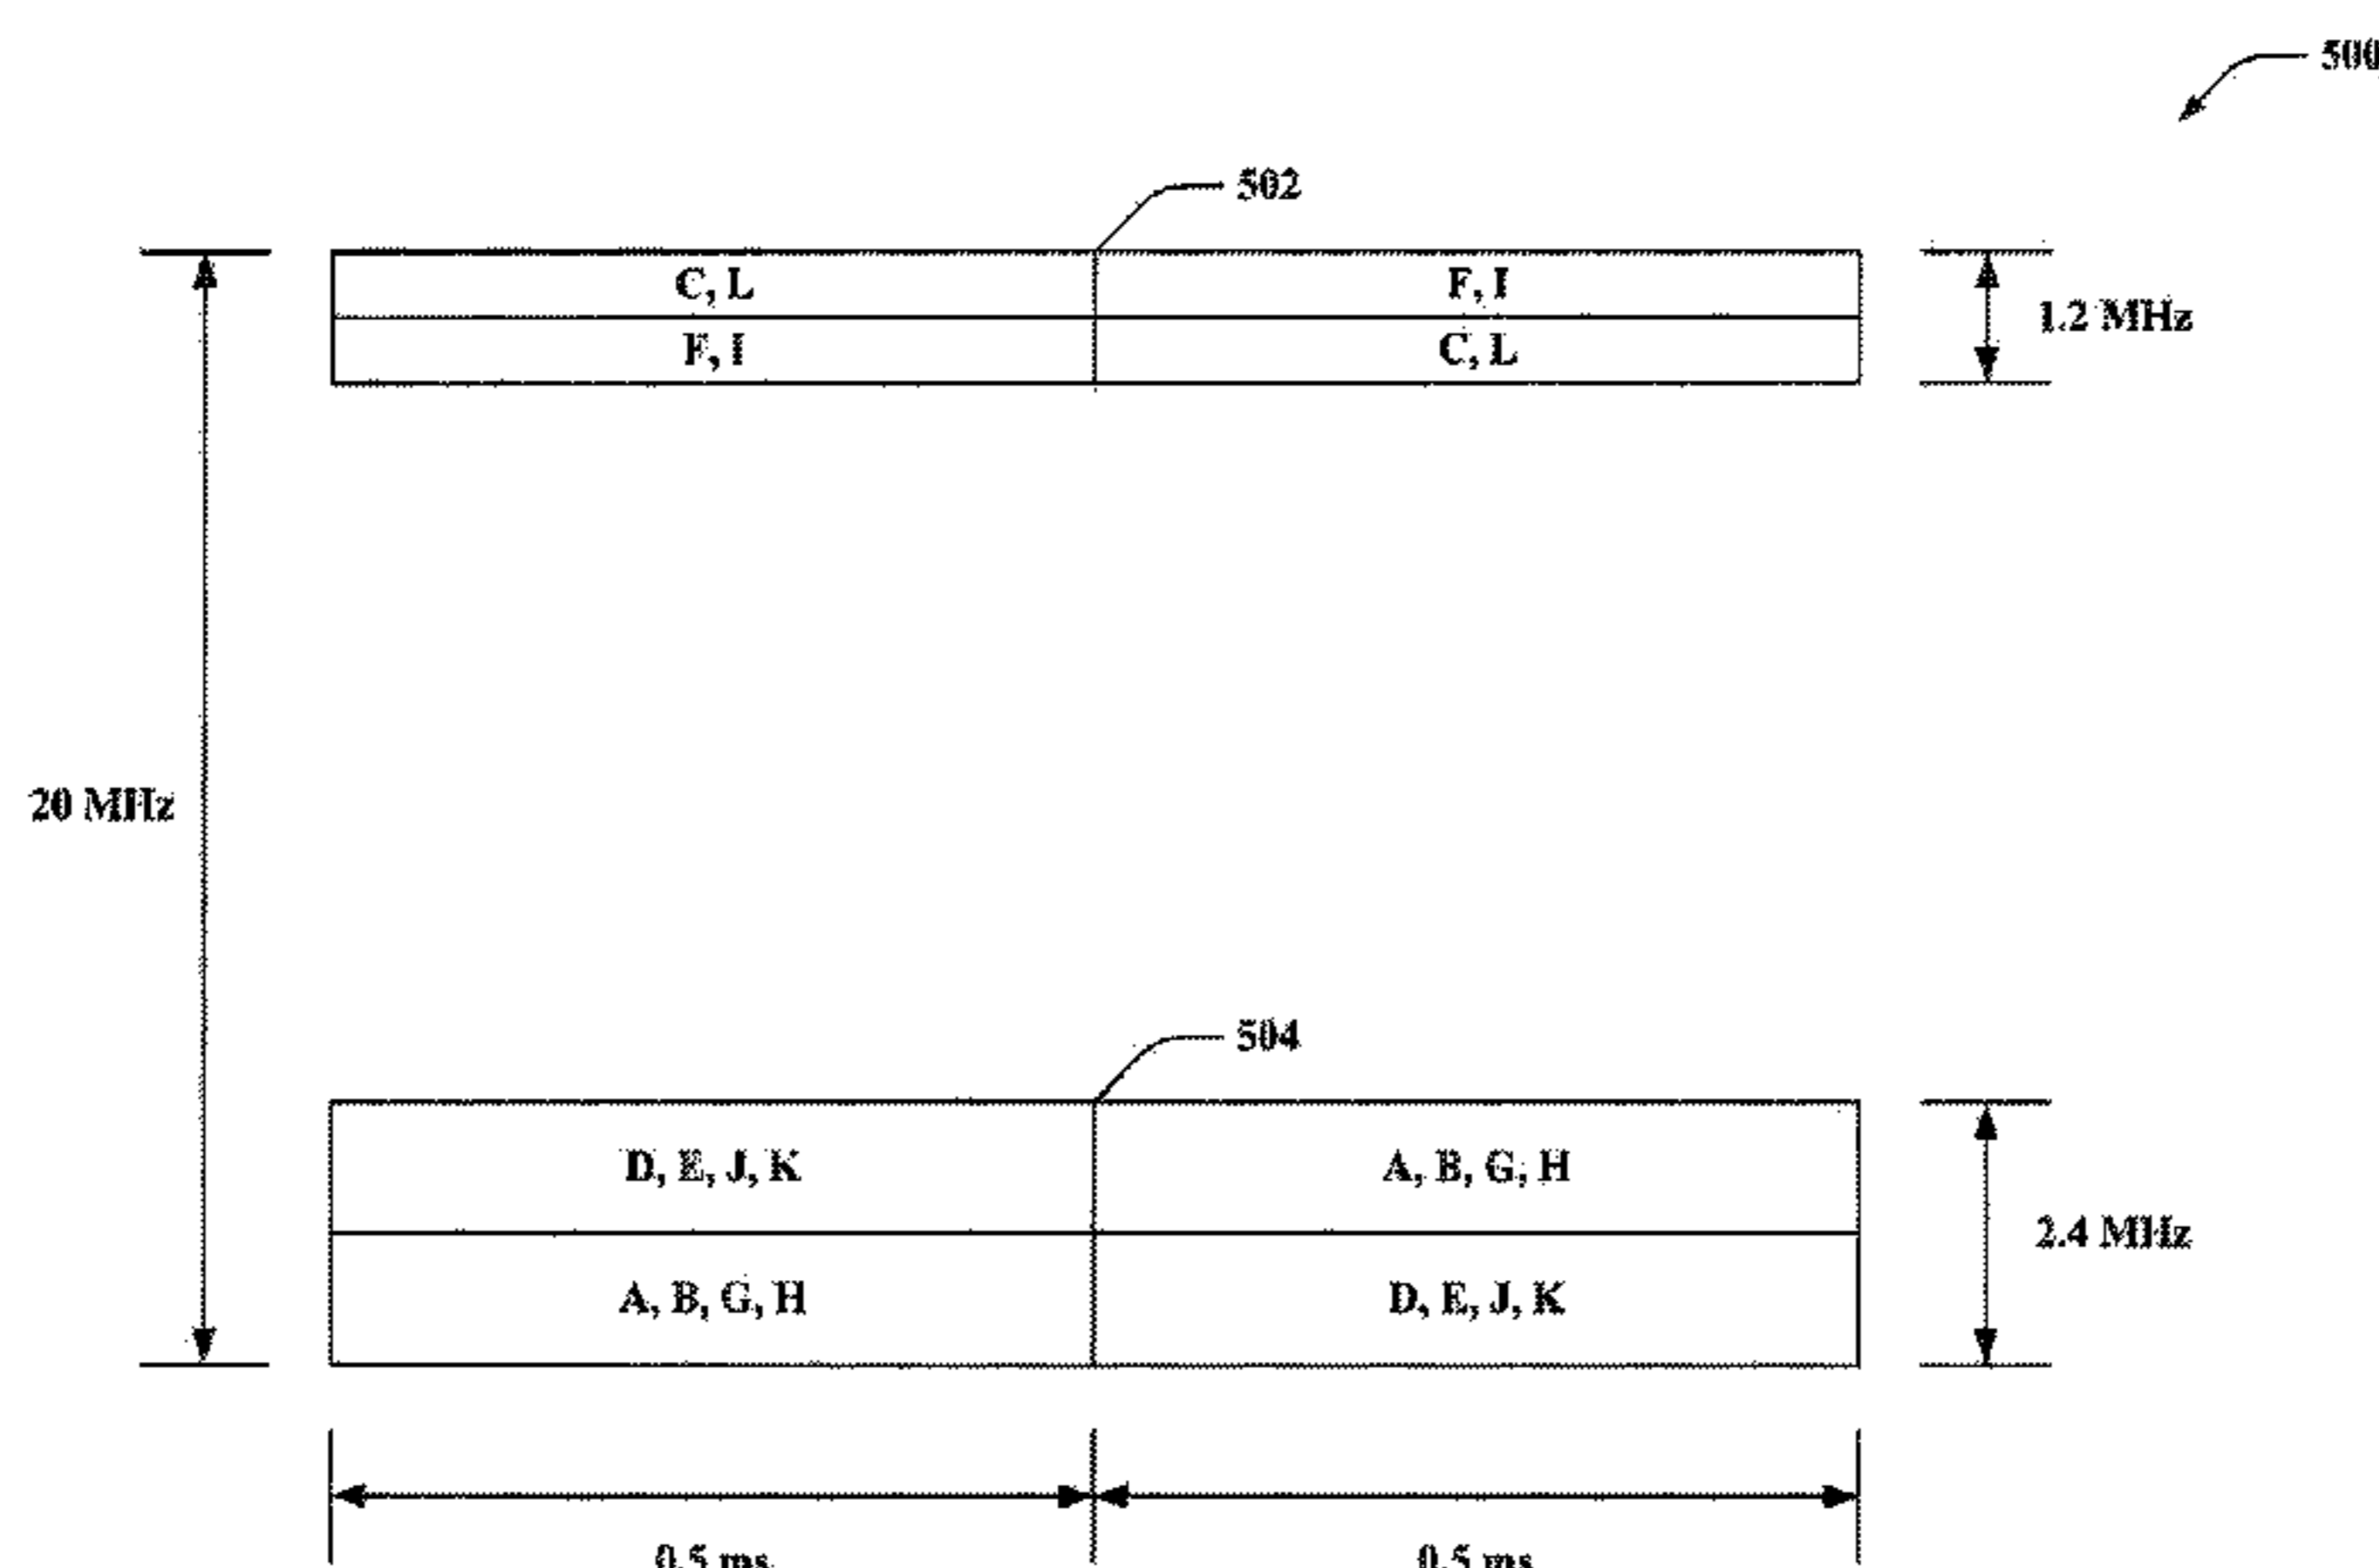 500
502
C, L
F, I
1.2 MHz
F, I
C, L
20 MHz
504
D, E, J, K
A, B, G, H
2.4 MHz
A, B, G, H
D, E, J, K
0.5 ms
0.5 ms